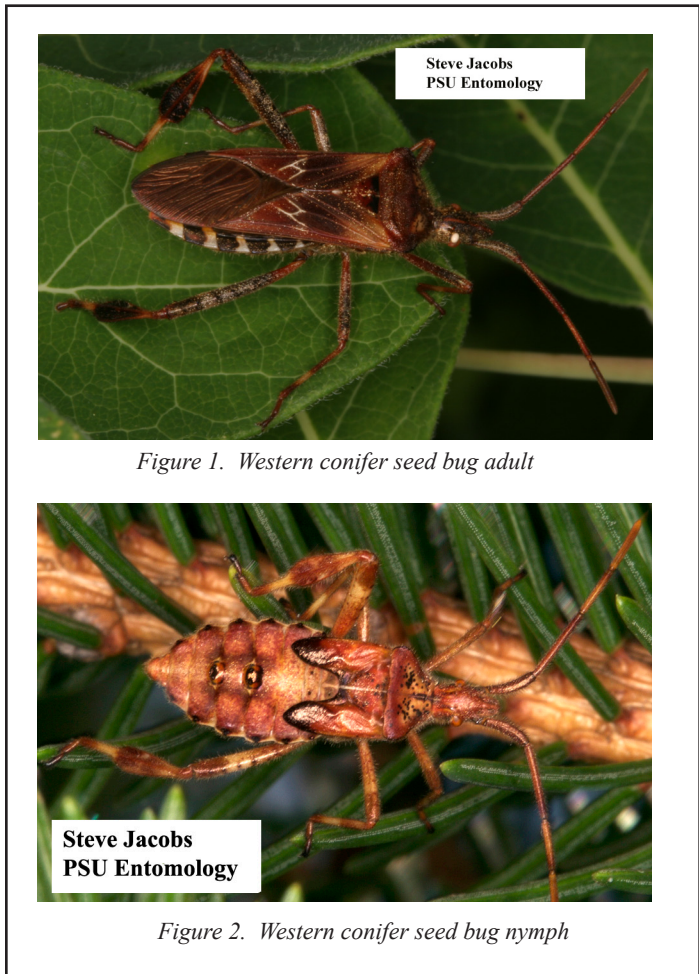 Steve Jacobs
PSU Entomology
Figure 1. Western conifer seed bug adult
Steve Jacobs
PSU Entomology
Figure 2. Western conifer seed bug nymph